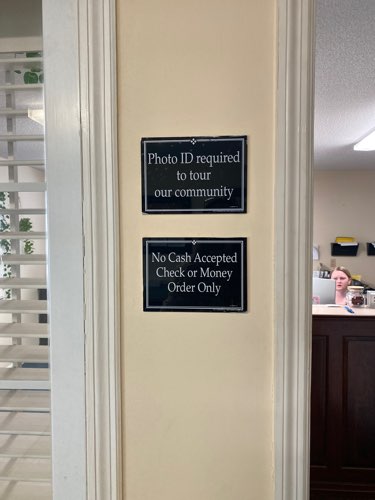 Photo ID required
to tour
our community
No Cash Accepted
Check or Money
Order Only